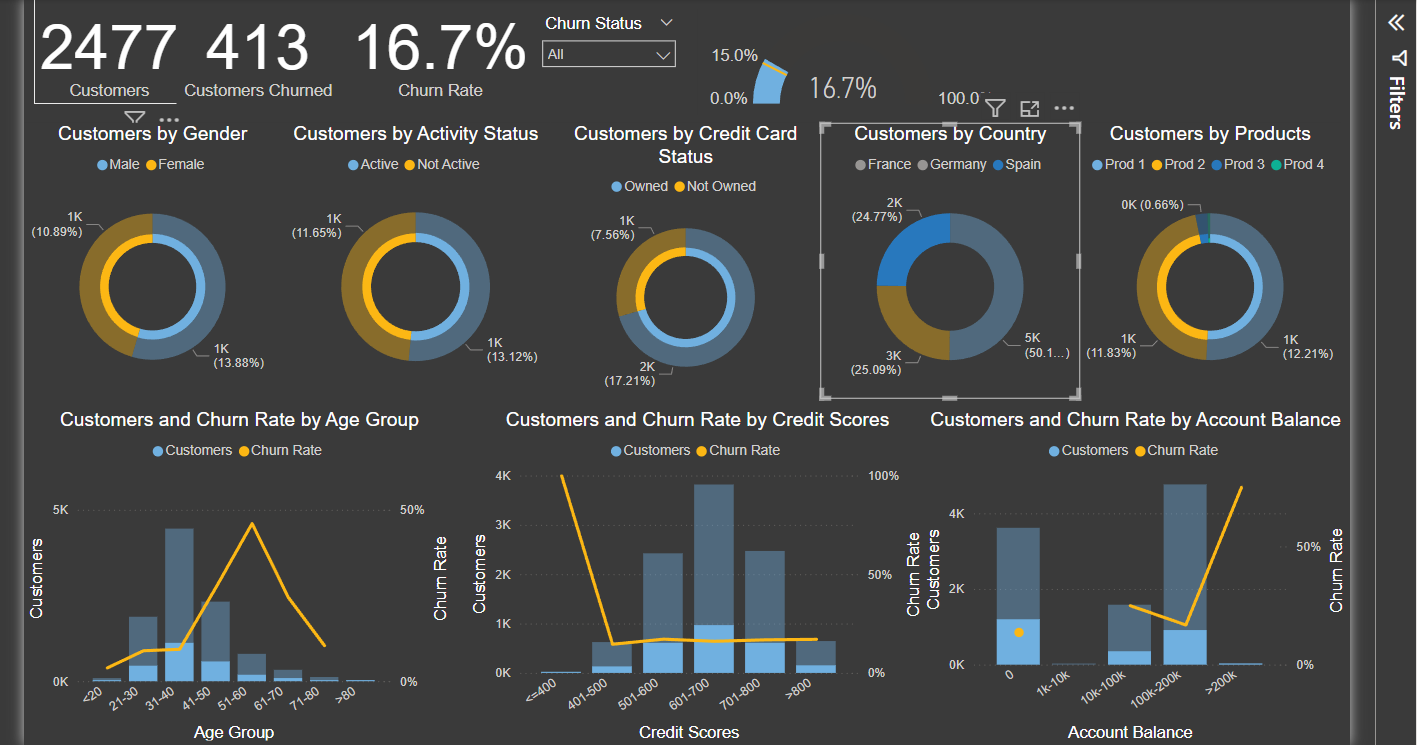 2477
Customers
413
Customers Churned
16.7%
Churn Rate
Churn Status
All
15.0%
0.0%
16.7%
100.0
Filters
Customers by Gender
Male Female
1K
(10.89%)
1K
(13.88%)
Customers by Activity Status
Active Not Active
1K
(11.65%)
1K
(13.12%)
Customers by Credit Card
Status
Owned Not Owned
1K
(7.56%)
2K
(17.21%)
Customers by Country
France Germany Spain
2K
(24.77%)
3K
(25.09%)
5K
(50.1...)
Customers by Products
Prod 1 Prod 2 Prod 3 Prod 4
0K (0.66%)
1K
(11.83%)
1K
(12.21%)
Customers and Churn Rate by Age Group
Customers Churn Rate
Customers
5K
0K
50%
0%
Churn Rate
<20 21-30 31-40 41-50 51-60 61-70 71-80 >80
Age Group
Customers and Churn Rate by Credit Scores
Customers Churn Rate
Customers
4K
3K
2K
1K
0K
100%
50%
0%
Churn Rate
<=400 401-500 501-600 601-700 701-800 >800
Credit Scores
Customers and Churn Rate by Account Balance
Customers Churn Rate
Customers
4K
2K
0K
50%
0%
Churn Rate
0 1k-10k 10k-100k 100k-200k >200k
Account Balance